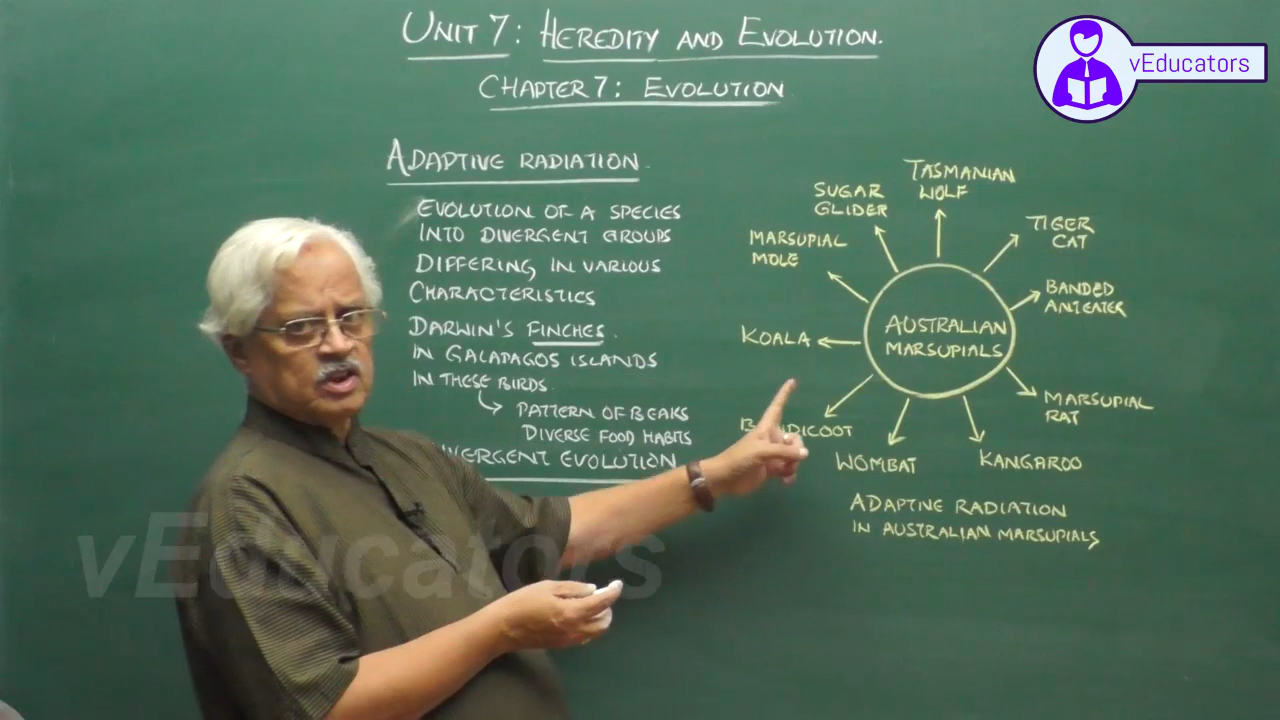 UNIT 7: HEREDITY AND EVOLUTION.
CHAPTER 7: EVOLUTION
vEducators
ADAPTIVE RADIATION.
EVOLUTION OF A SPECIES
INTO DIVERGENT GROUPS
DIFFERING IN VARIOUS
CHARACTERISTICS
DARWIN'S FINCHES.
IN GALAPAGOS ISLANDS
IN THESE BIRDS.
PATTERN OF BEAKS
DIVERSE FOOD HABITS
EVOLUTION
TASMANIAN
WOLF
SUGAR
GLIDER
TIGER
CAT
MARSUPIAL
MOLE
BANDED
ANTEATER
KOALA
AUSTRALIAN
MARSUPIALS
MARSUPIAL
RAT
WOMBAT
KANGAROO
ADAPTIVE RADIATION
IN AUSTRALIAN MARSUPIALS
vEducators